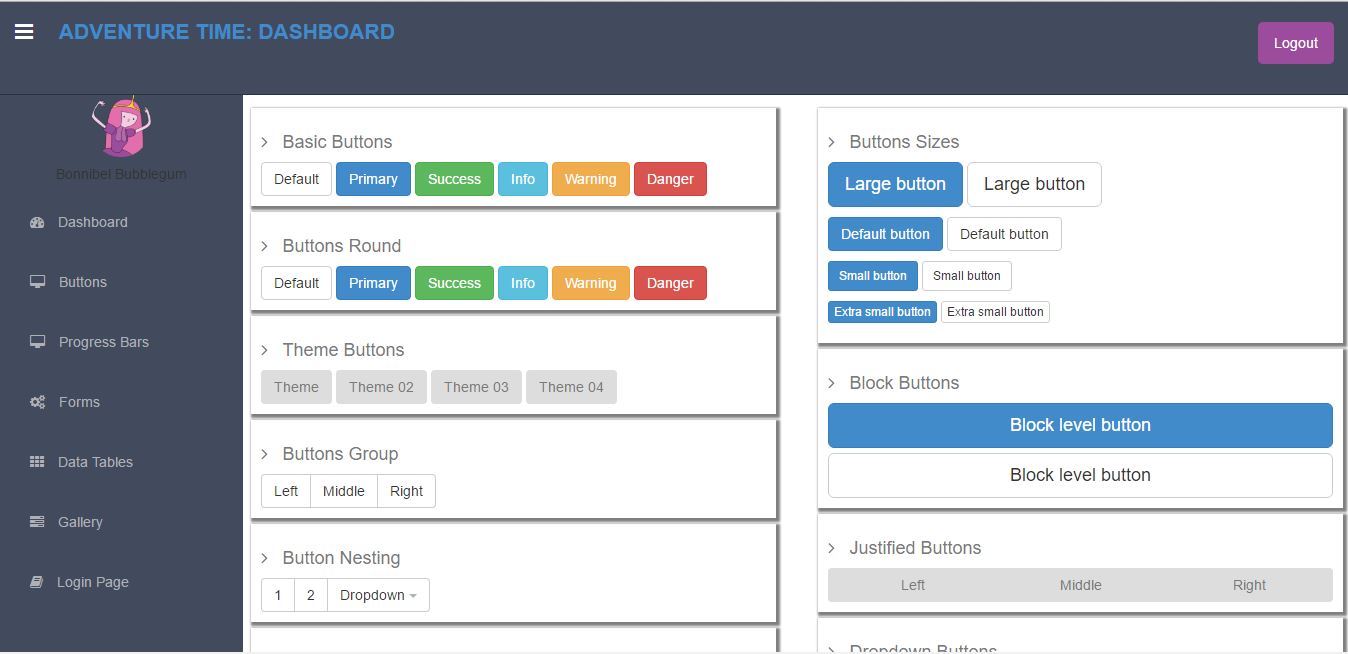 ADVENTURE TIME: DASHBOARD
Logout
Bonnibel Bubblegum
Dashboard
Buttons
Progress Bars
Forms
Data Tables
Gallery
Login Page
Basic Buttons
Default Primary Success Info Warning Danger
Buttons Round
Default Primary Success Info Warning Danger
Theme Buttons
Theme Theme 02 Theme 03 Theme 04
Buttons Group
Left Middle Right
Button Nesting
1 2 Dropdown
Buttons Sizes
Large button Large button
Default button Default button
Small button Small button
Extra small button Extra small button
Block Buttons
Block level button
Block level button
Justified Buttons
Left Middle Right
Dropdown Buttons